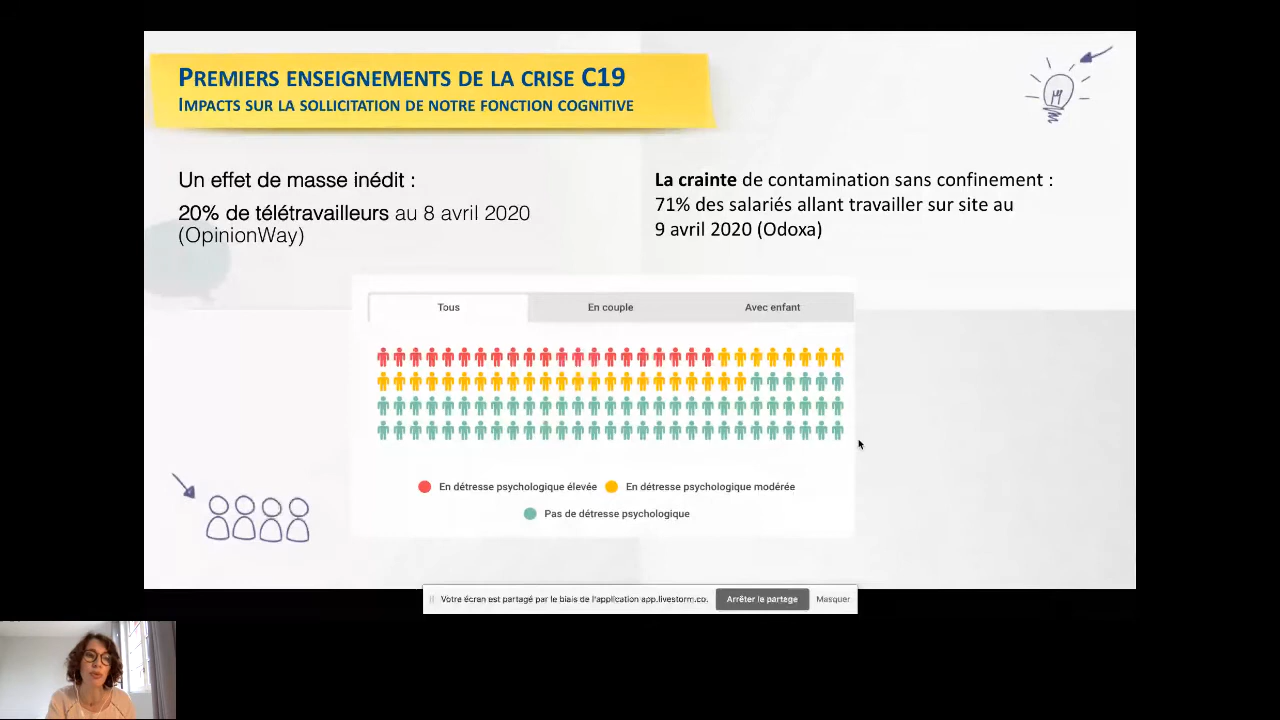 PREMIERS ENSEIGNEMENTS DE LA CRISE C19
IMPACTS SUR LA SOLLICITATION DE NOTRE FONCTION COGNITIVE
Un effet de masse inédit :
20% de télétravailleurs au 8 avril 2020
(OpinionWay)
La crainte de contamination sans confinement :
71% des salariés allant travailler sur site au
9 avril 2020 (Odoxa)
Tous
En couple
Avec enfant
En détresse psychologique élevée
En détresse psychologique modérée
Pas de détresse psychologique
Votre écran est partagé par le biais de l'application app.livestorm.co.
Arrêter le partage
Masquer